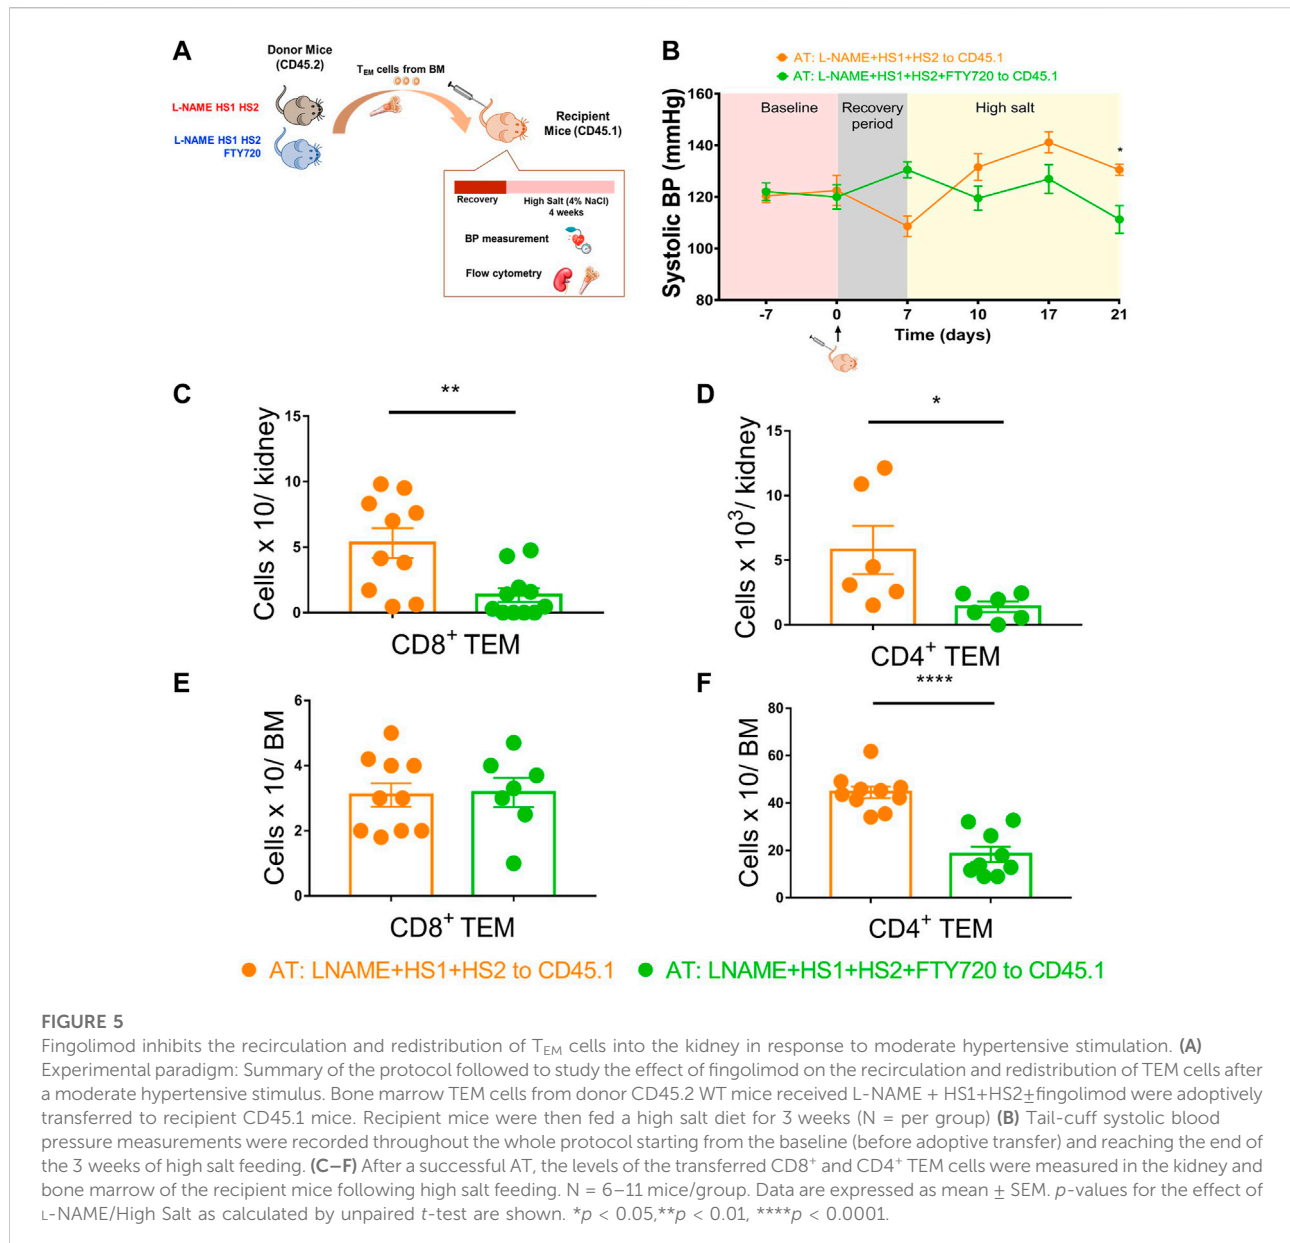 A
Donor Mice
(CD45.2)
T_EM cells from BM
L-NAME HS1 HS2
L-NAME HS1 HS2
FTY720
Recipient
Mice (CD45.1)
Recovery
High Salt (4% NaCl)
4 weeks
BP measurement
Flow cytometry
B
AT: L-NAME+HS1+HS2 to CD45.1
AT: L-NAME+HS1+HS2+FTY720 to CD45.1
Systolic BP (mmHg)
160
140
120
100
80
Baseline
Recovery
period
High salt
*
-7 0 7 10 17 21
Time (days)
C
**
Cells x 10/ kidney
15
10
5
0
CD8⁺ TEM
D
*
Cells x 10³/ kidney
15
10
5
0
CD4⁺ TEM
E
Cells x 10/ BM
6
4
2
0
CD8⁺ TEM
F
****
Cells x 10/ BM
80
60
40
20
0
CD4⁺ TEM
AT: LNAME+HS1+HS2 to CD45.1 AT: LNAME+HS1+HS2+FTY720 to CD45.1
FIGURE 5
Fingolimod inhibits the recirculation and redistribution of T_EM cells into the kidney in response to moderate hypertensive stimulation. (A)
Experimental paradigm: Summary of the protocol followed to study the effect of fingolimod on the recirculation and redistribution of TEM cells after
a moderate hypertensive stimulus. Bone marrow TEM cells from donor CD45.2 WT mice received L-NAME + HS1+HS2±fingolimod were adoptively
transferred to recipient CD45.1 mice. Recipient mice were then fed a high salt diet for 3 weeks (N = per group) (B) Tail-cuff systolic blood
pressure measurements were recorded throughout the whole protocol starting from the baseline (before adoptive transfer) and reaching the end of
the 3 weeks of high salt feeding. (C–F) After a successful AT, the levels of the transferred CD8⁺ and CD4⁺ TEM cells were measured in the kidney and
bone marrow of the recipient mice following high salt feeding. N = 6–11 mice/group. Data are expressed as mean ± SEM. p-values for the effect of
L-NAME/High Salt as calculated by unpaired t-test are shown. *p < 0.05,**p < 0.01, ****p < 0.0001.